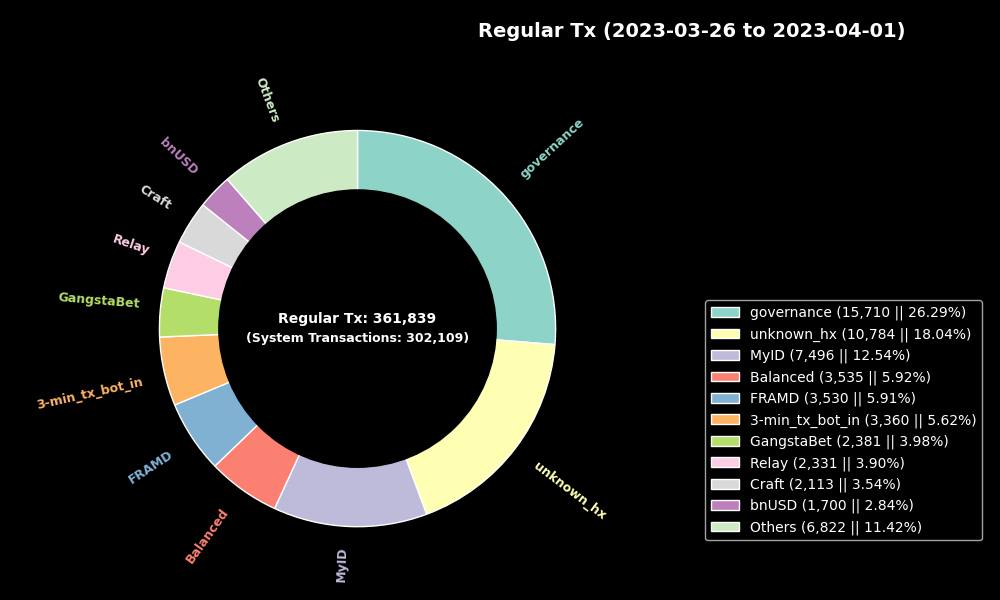 Regular Tx (2023-03-26 to 2023-04-01)
Others
governance
bnUSD
Craft
Relay
GangstaBet
3-min_tx_bot_in
FRAMD
Balanced
MyID
unknown_hx
Regular Tx: 361,839
(System Transactions: 302,109)
governance (15,710 || 26.29%)
unknown_hx (10,784 || 18.04%)
MyID (7,496 || 12.54%)
Balanced (3,535 || 5.92%)
FRAMD (3,530 || 5.91%)
3-min_tx_bot_in (3,360 || 5.62%)
GangstaBet (2,381 || 3.98%)
Relay (2,331 || 3.90%)
Craft (2,113 || 3.54%)
bnUSD (1,700 || 2.84%)
Others (6,822 || 11.42%)